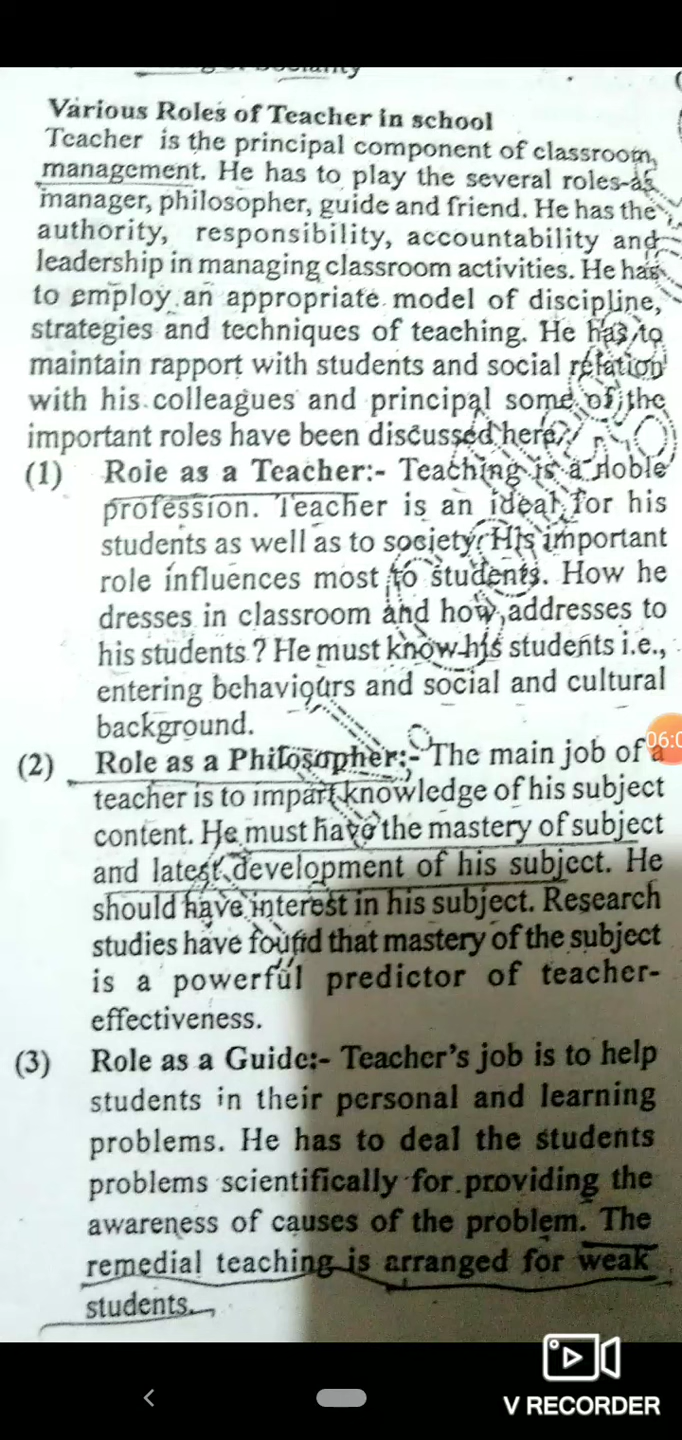 Various Roles of Teacher in school
Teacher is the principal component of classroom,
management. He has to play the several roles-as
manager, philosopher, guide and friend. He has the
authority, responsibility, accountability and
leadership in managing classroom activities. He has
to employ an appropriate model of discipline,
strategies and techniques of teaching. He has to
maintain rapport with students and social relation
with his colleagues and principal some of the
important roles have been discussed here.
(1) Role as a Teacher:- Teaching is a noble
profession. Teacher is an ideal for his
students as well as to society. His important
role influences most to students. How he
dresses in classroom and how addresses to
his students ? He must know his students i.e.,
entering behaviours and social and cultural
background.
(2) Role as a Philosopher:- The main job of a
teacher is to impart knowledge of his subject
content. He must have the mastery of subject
and latest development of his subject. He
should have interest in his subject. Research
studies have found that mastery of the subject
is a powerful predictor of teacher-
effectiveness.
(3) Role as a Guide:- Teacher's job is to help
students in their personal and learning
problems. He has to deal the students
problems scientifically for providing the
awareness of causes of the problem. The
remedial teaching is arranged for weak
students.
06:0
V RECORDER